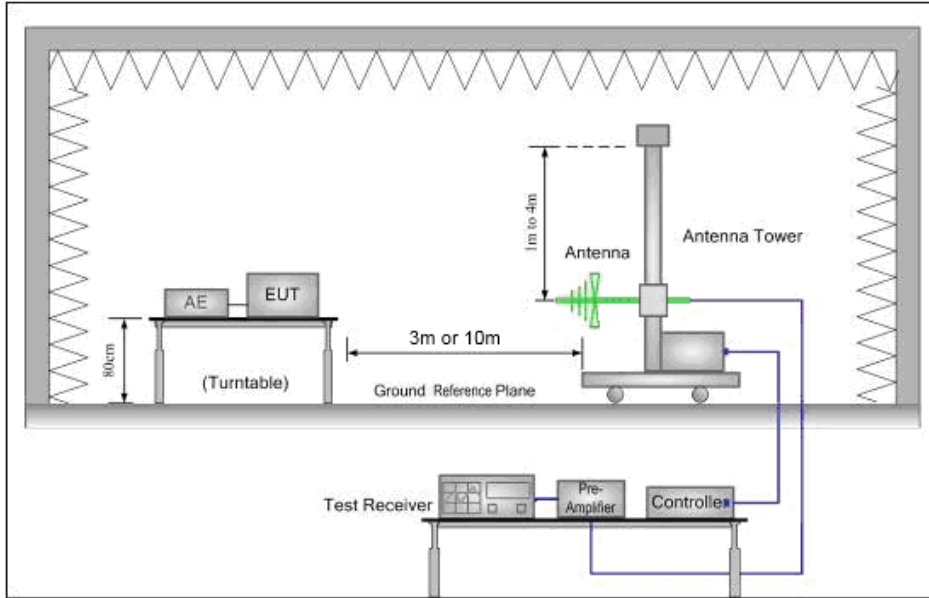 1m to 4m
Antenna
Antenna Tower
AE
EUT
80cm
3m or 10m
(Turntable)
Ground Reference Plane
Test Receiver
Pre-
Amplifier
Controlle